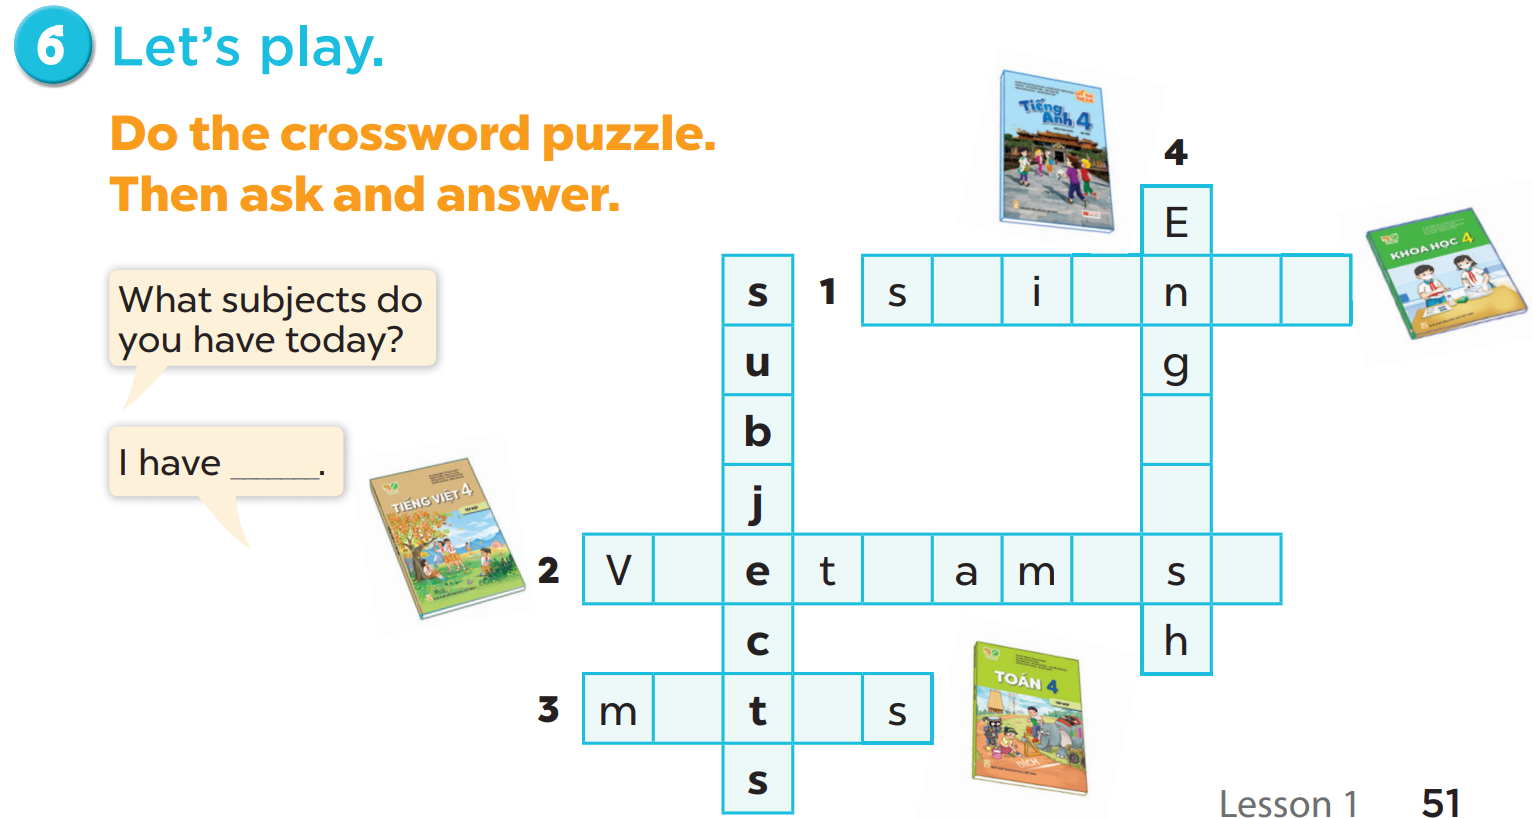 6 Let's play.
Do the crossword puzzle.
Then ask and answer.
What subjects do
you have today?
I have ______.
Tiếng
Anh 4
4
E
KHOA HỌC 4
s 1 s i n
u g
b
j
TIẾNG VIỆT 4
2 V e t a m s
c h
3 m t s
TOÁN 4
s
Lesson 1 51